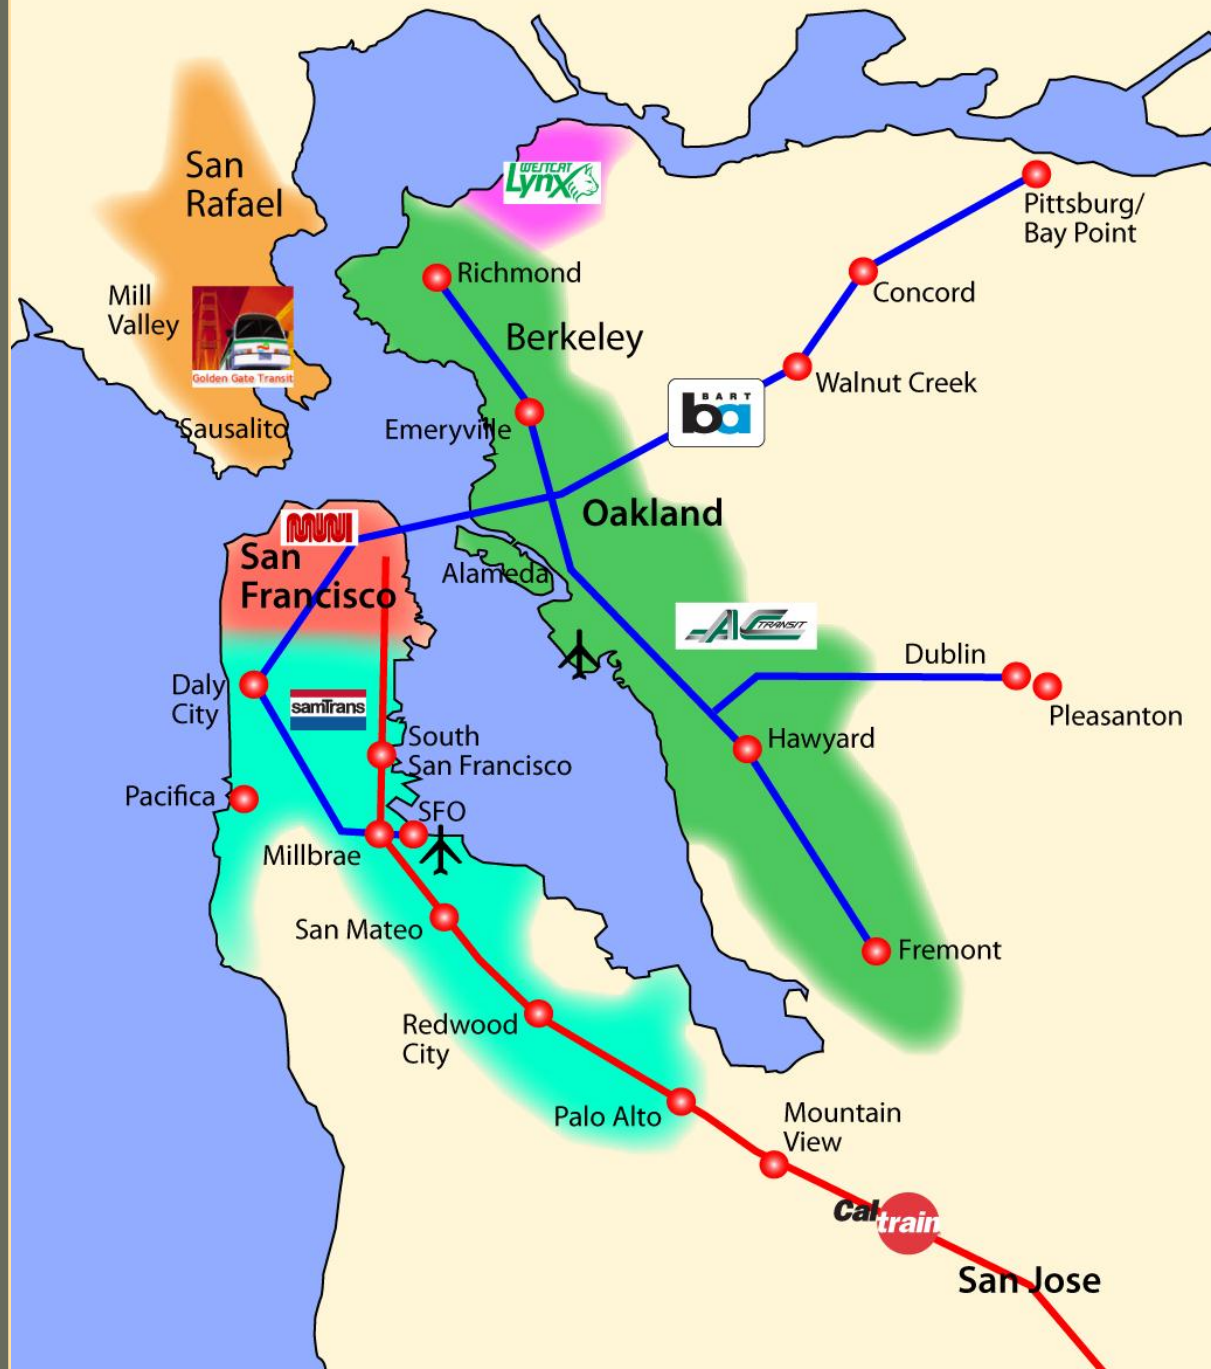 San
Rafael
WESTCAT
Lynx
Pittsburg/
Bay Point
Richmond
Concord
Mill
Valley
Berkeley
Golden Gate Transit
Walnut Creek
BART
ba
Sausalito
Emeryville
Oakland
MUNI
San
Francisco
Alameda
AC TRANSIT
Dublin
Daly
City
samTrans
Pleasanton
South
San Francisco
Hawyard
Pacifica
SFO
Millbrae
San Mateo
Fremont
Redwood
City
Palo Alto
Mountain
View
Caltrain
San Jose